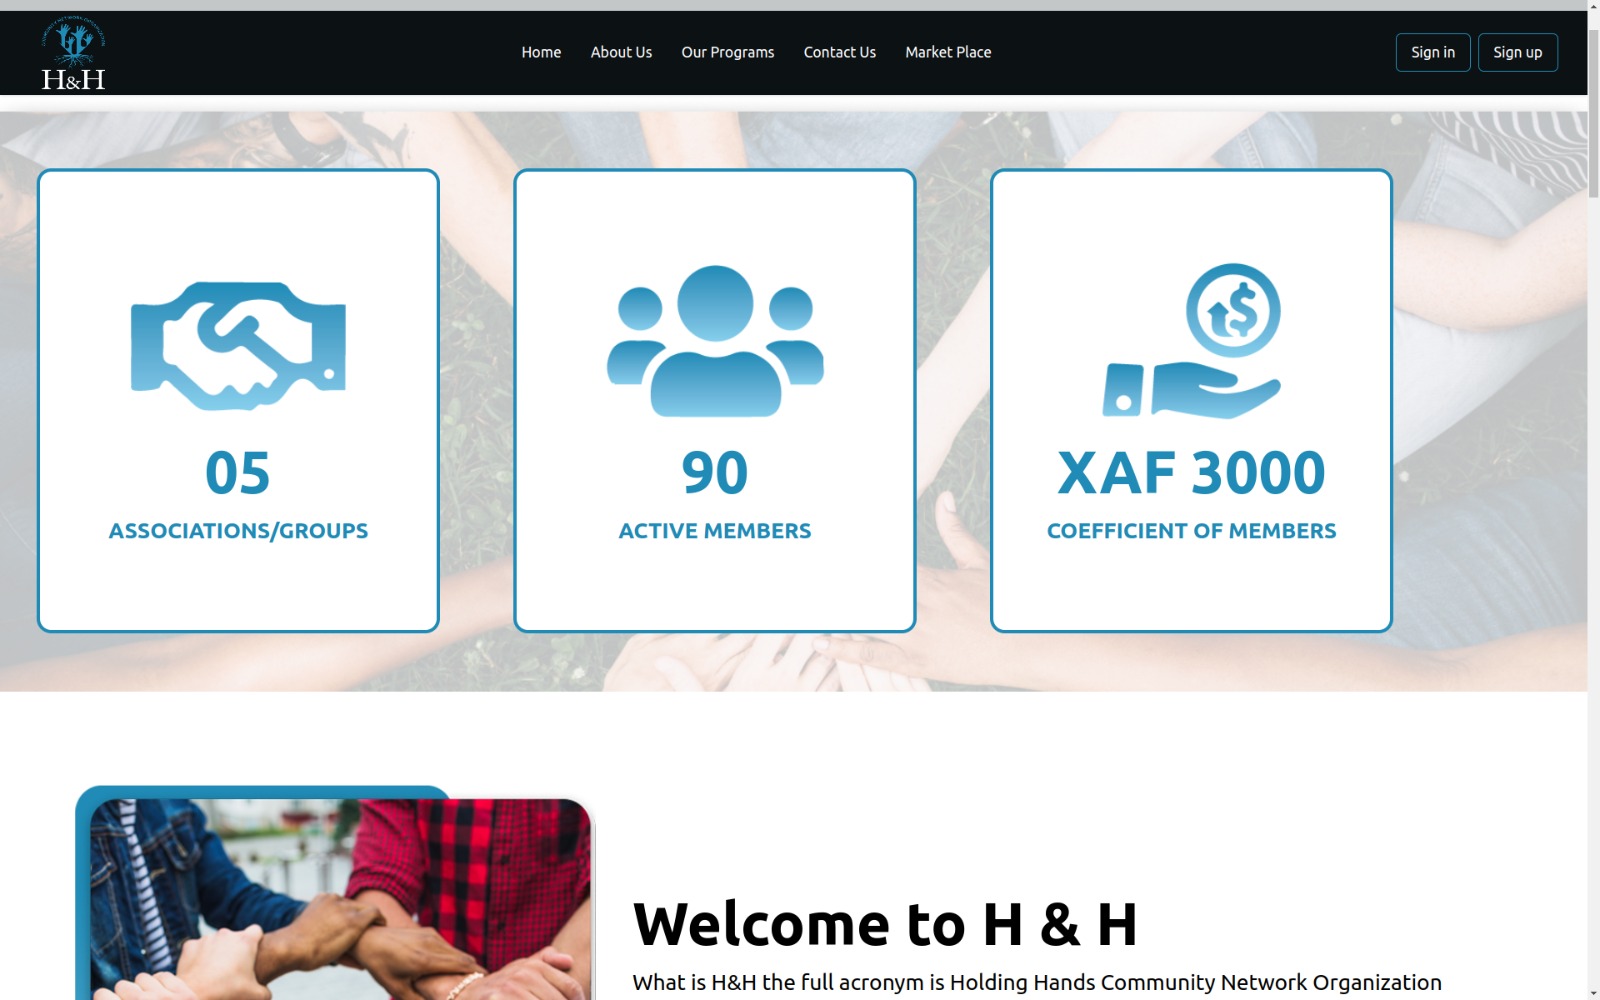 H&H
Home
About Us
Our Programs
Contact Us
Market Place
Sign in
Sign up
05
ASSOCIATIONS/GROUPS
90
ACTIVE MEMBERS
XAF 3000
COEFFICIENT OF MEMBERS
Welcome to H & H
What is H&H the full acronym is Holding Hands Community Network Organization